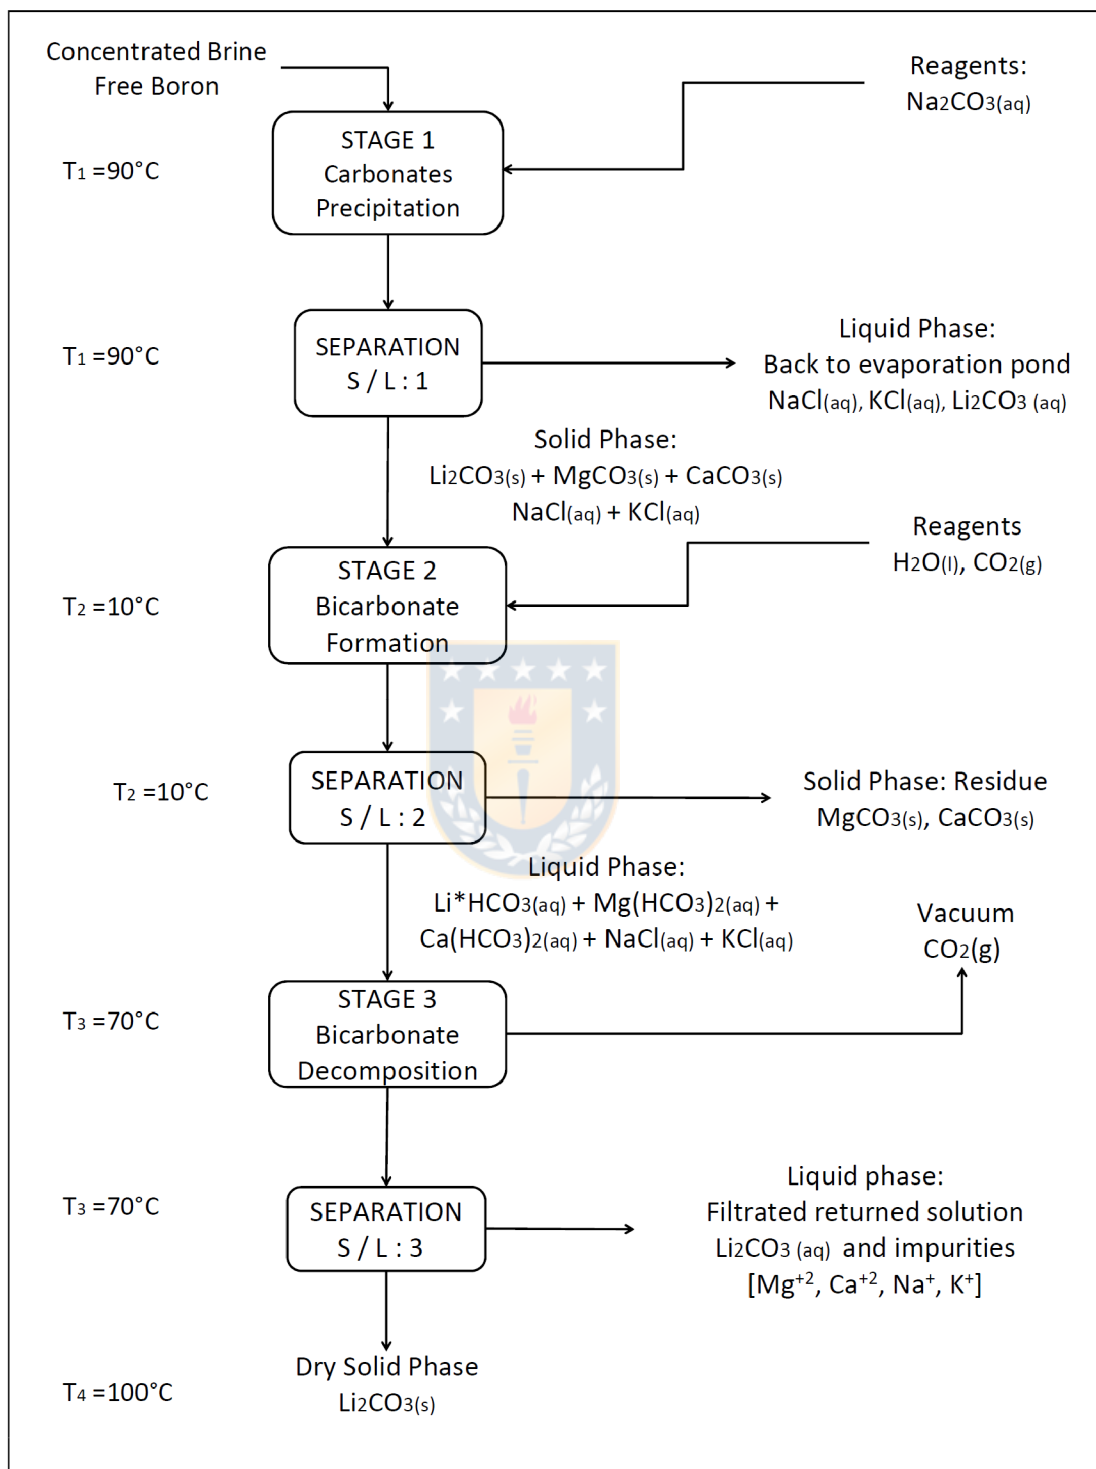 Concentrated Brine
Free Boron
Reagents:
Na2CO3(aq)
T1 =90°C
STAGE 1
Carbonates
Precipitation
T1 =90°C
SEPARATION
S / L : 1
Liquid Phase:
Back to evaporation pond
NaCl(aq), KCl(aq), Li2CO3 (aq)
Solid Phase:
Li2CO3(s) + MgCO3(s) + CaCO3(s)
NaCl(aq) + KCl(aq)
Reagents
H2O(l), CO2(g)
T2 =10°C
STAGE 2
Bicarbonate
Formation
T2 =10°C
SEPARATION
S / L : 2
Solid Phase: Residue
MgCO3(s), CaCO3(s)
Liquid Phase:
Li*HCO3(aq) + Mg(HCO3)2(aq) +
Ca(HCO3)2(aq) + NaCl(aq) + KCl(aq)
Vacuum
CO2(g)
T3 =70°C
STAGE 3
Bicarbonate
Decomposition
T3 =70°C
SEPARATION
S / L : 3
Liquid phase:
Filtrated returned solution
Li2CO3 (aq) and impurities
[Mg+2, Ca+2, Na+, K+]
T4 =100°C
Dry Solid Phase
Li2CO3(s)